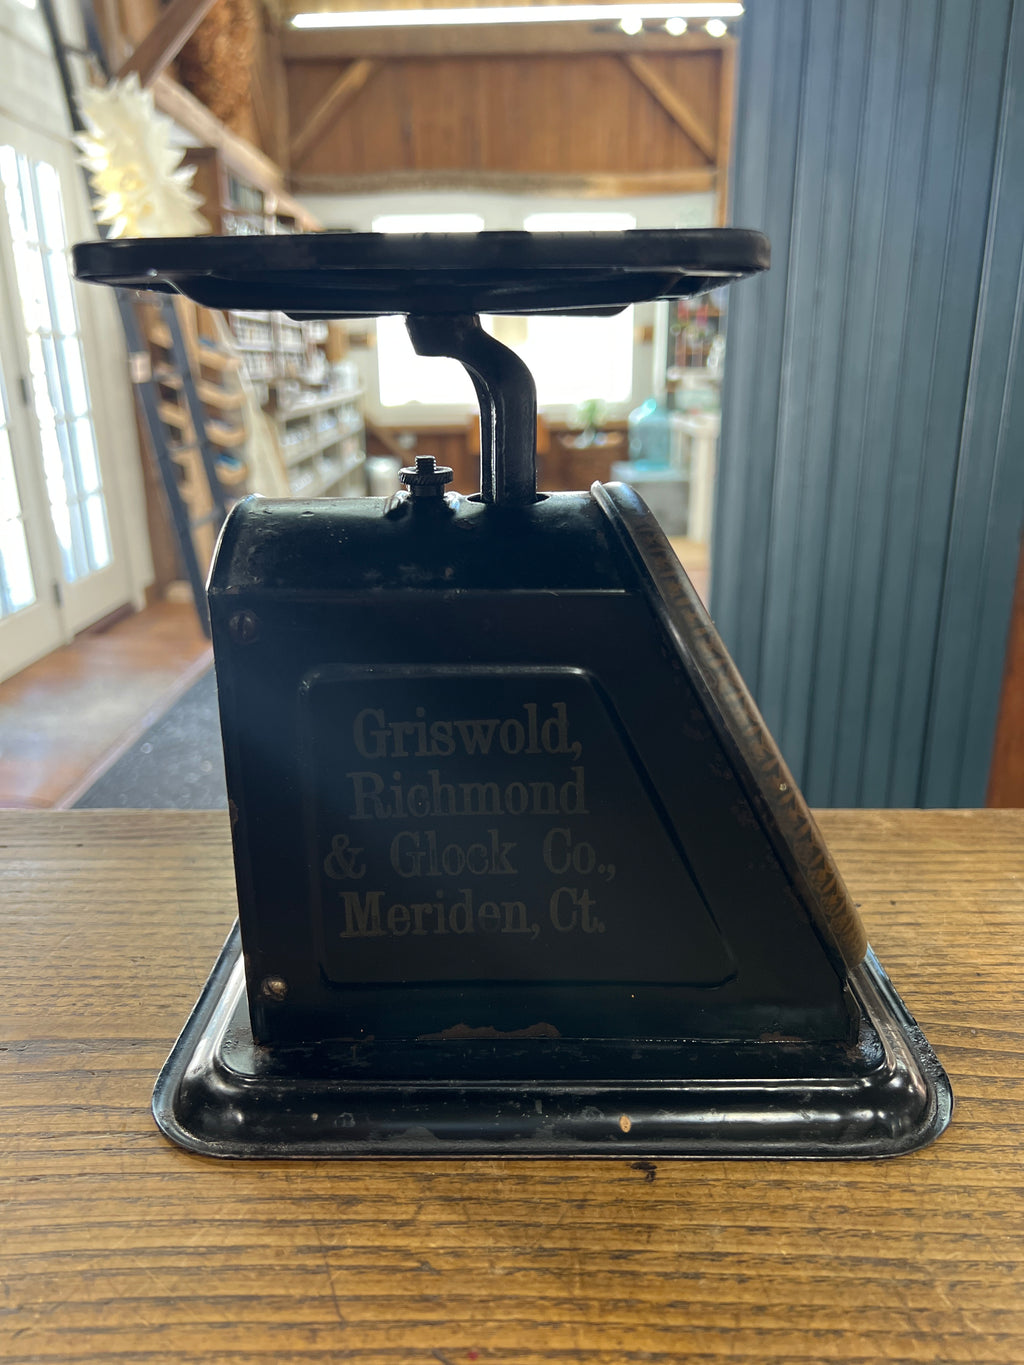 Griswold,
Richmond
& Glock Co.,
Meriden, Ct.